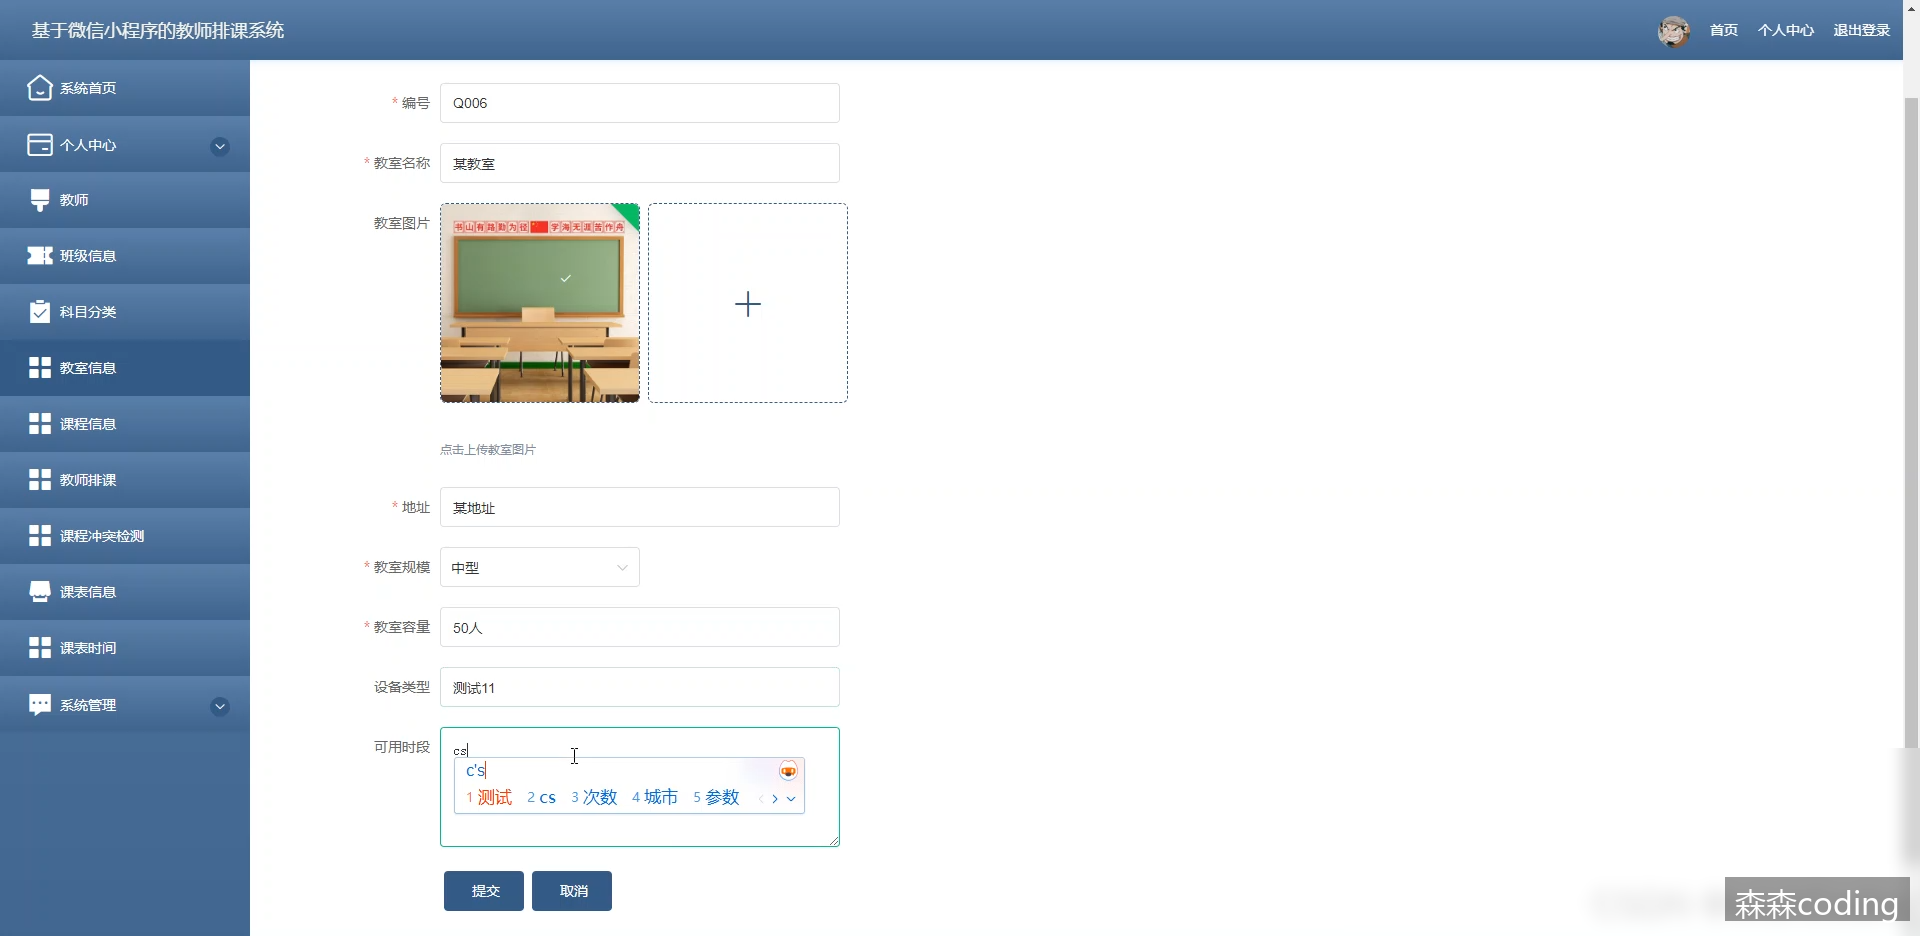 基于微信小程序的教师排课系统
首页 个人中心 退出登录
系统首页
个人中心
教师
班级信息
科目分类
教室信息
课程信息
教师排课
课程冲突检测
课表信息
课表时间
系统管理
* 编号 Q006
* 教室名称 某教室
教室图片
书山有路勤为径 学海无涯苦作舟
点击上传教室图片
* 地址 某地址
* 教室规模 中型
* 教室容量 50人
设备类型 测试11
可用时段 cs
c's
1 测试 2 cs 3 次数 4 城市 5 参数
提交 取消
森森coding